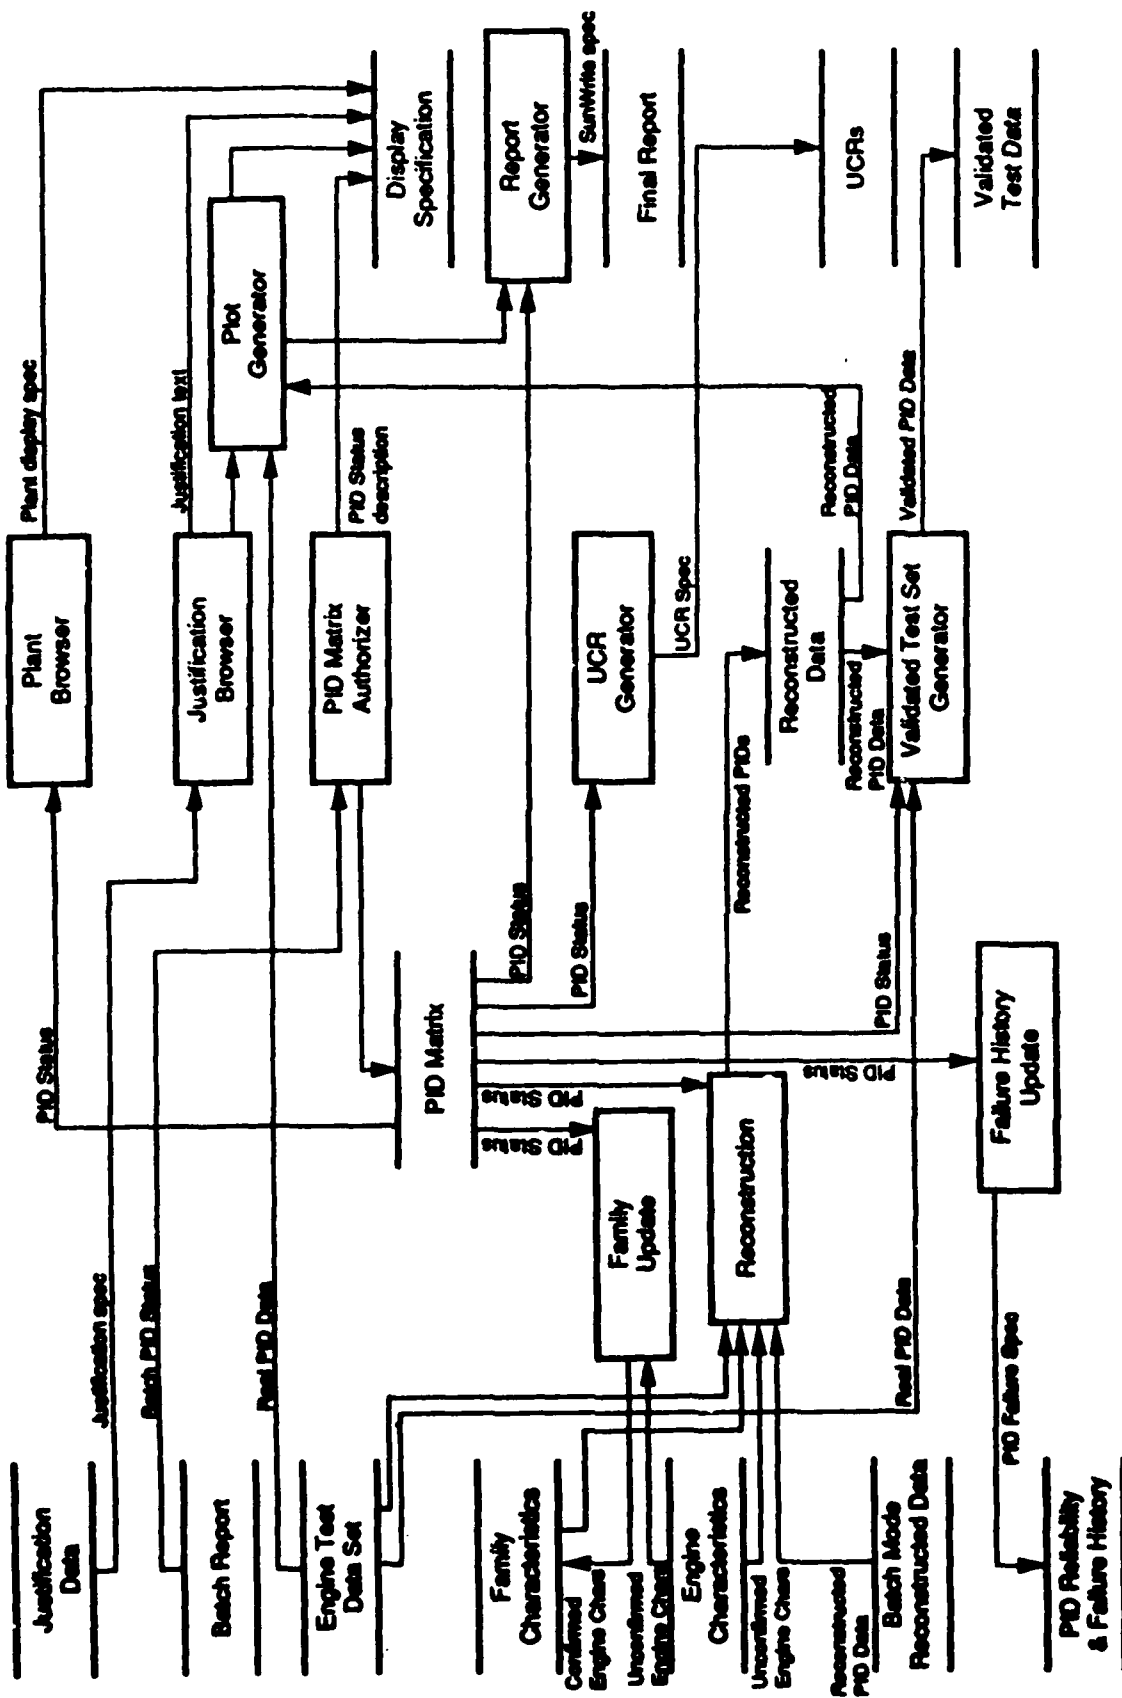 Justification
Data
Batch Report
Engine Test
Data Set
Family
Characteristics
Confirmed
Engine Chars
Unconfirmed
Engine Chars
Engine
Characteristics
Unconfirmed
Engine Chars
Reconstructed
PID Data
Batch Mode
Reconstructed Data
PID Reliability
& Failure History
Justification spec
Batch PID Status
Real PID Data
Real PID Data
PID Failure Spec
PID Status
PID Matrix
PID Status
PID Status
PID Status
PID Status
PID Status
PID Status
Family
Update
Reconstruction
Failure History
Update
Reconstructed PIDs
Plant
Browser
Justification
Browser
PID Matrix
Authorizer
UCR
Generator
Reconstructed
Data
Reconstructed
PID Data
Validated Test Set
Generator
Plant display spec
Justification text
PID Status
description
UCR Spec
Reconstructed
PID Data
Validated PID Data
Plot
Generator
Display
Specification
Report
Generator
SunWrite spec
Final Report
UCRs
Validated
Test Data